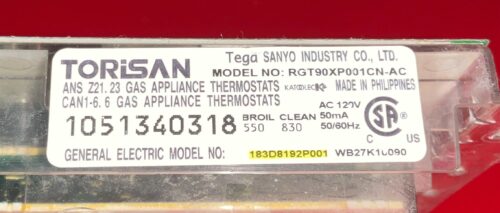 Tega SANYO INDUSTRY CO., LTD.
TORISAN MODEL NO: RGT90XP001CN-AC
ANS Z21.23 GAS APPLIANCE THERMOSTATS KATODLEC MADE IN PHILIPPINES
CAN1-6.6 GAS APPLIANCE THERMOSTATS
1051340318 BROIL CLEAN AC 120V
550 830 50mA
50/60Hz
SA
C US
GENERAL ELECTRIC MODEL NO: 183D8192P001 WB27K10090